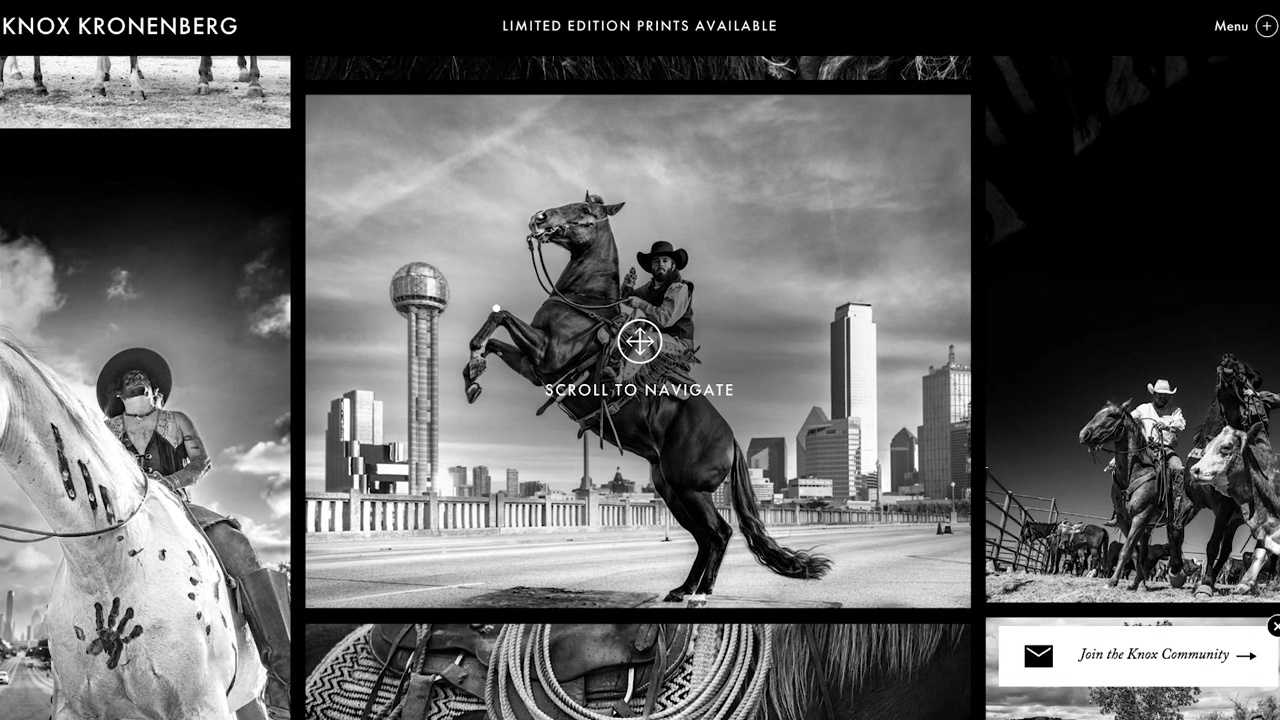 KNOX KRONENBERG
LIMITED EDITION PRINTS AVAILABLE
Menu
SCROLL TO NAVIGATE
Join the Knox Community